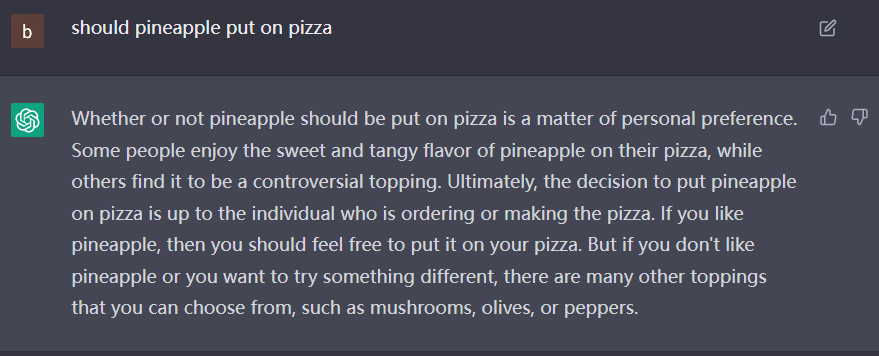 b
should pineapple put on pizza
Whether or not pineapple should be put on pizza is a matter of personal preference.
Some people enjoy the sweet and tangy flavor of pineapple on their pizza, while
others find it to be a controversial topping. Ultimately, the decision to put pineapple
on pizza is up to the individual who is ordering or making the pizza. If you like
pineapple, then you should feel free to put it on your pizza. But if you don't like
pineapple or you want to try something different, there are many other toppings
that you can choose from, such as mushrooms, olives, or peppers.